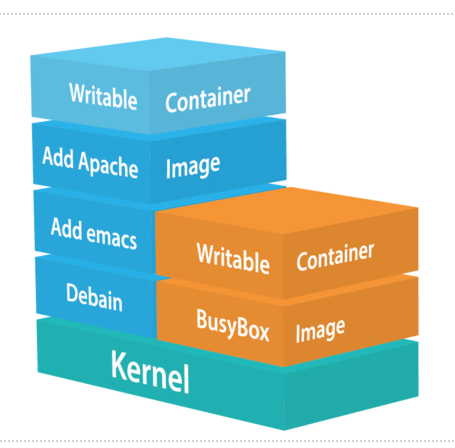 Writable Container
Add Apache Image
Add emacs
Debain
Writable Container
BusyBox Image
Kernel